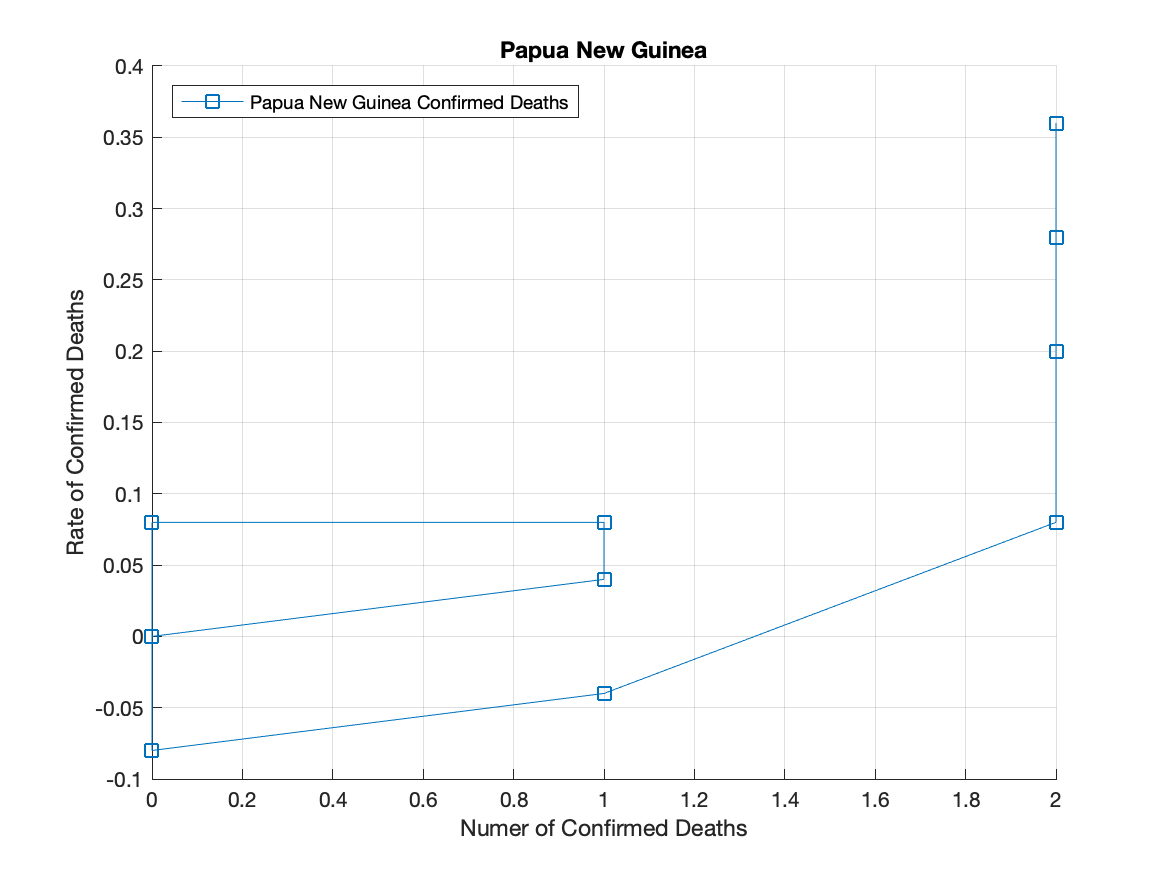 Papua New Guinea
Papua New Guinea Confirmed Deaths
0.4
0.35
0.3
0.25
0.2
0.15
0.1
0.05
0
-0.05
-0.1
Rate of Confirmed Deaths
0 0.2 0.4 0.6 0.8 1 1.2 1.4 1.6 1.8 2
Numer of Confirmed Deaths